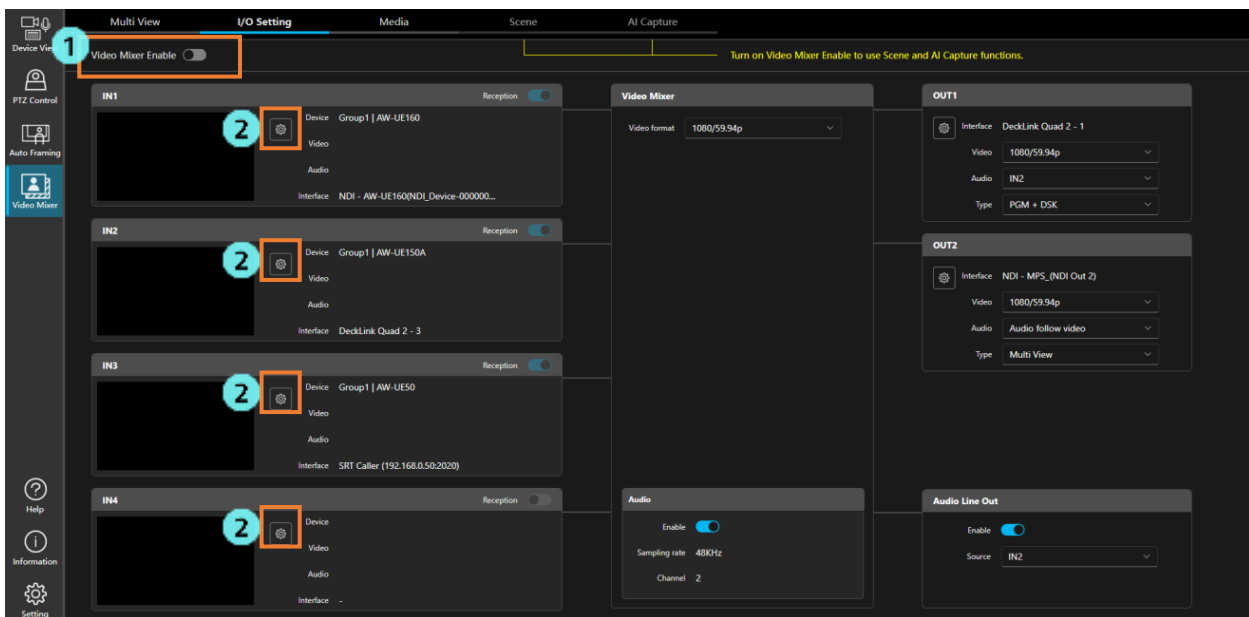 Multi View I/O Setting Media Scene AI Capture
Device View
1
Video Mixer Enable
Turn on Video Mixer Enable to use Scene and AI Capture functions.
PTZ Control
Auto Framing
Video Mixer
Help
Information
Setting
IN1 Reception
2
Device Group1 | AW-UE160
Video
Audio
Interface NDI - AW-UE160(NDI_Device-000000...
IN2 Reception
2
Device Group1 | AW-UE150A
Video
Audio
Interface DeckLink Quad 2 - 3
IN3 Reception
2
Device Group1 | AW-UE50
Video
Audio
Interface SRT Caller (192.168.0.50:2020)
IN4 Reception
2
Device
Video
Audio
Interface -
Video Mixer
Video format 1080/59.94p
Audio
Enable
Sampling rate 48KHz
Channel 2
OUT1
Interface DeckLink Quad 2 - 1
Video 1080/59.94p
Audio IN2
Type PGM + DSK
OUT2
Interface NDI - MPS_(NDI Out 2)
Video 1080/59.94p
Audio Audio follow video
Type Multi View
Audio Line Out
Enable
Source IN2